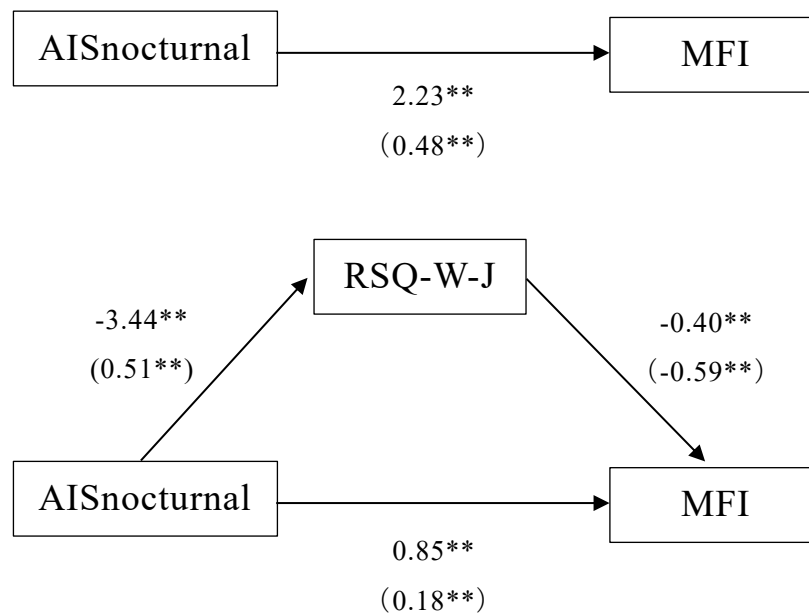 AISnocturnal
MFI
2.23**
（0.48**）
RSQ-W-J
-3.44**
(0.51**)
-0.40**
（-0.59**）
AISnocturnal
MFI
0.85**
（0.18**）